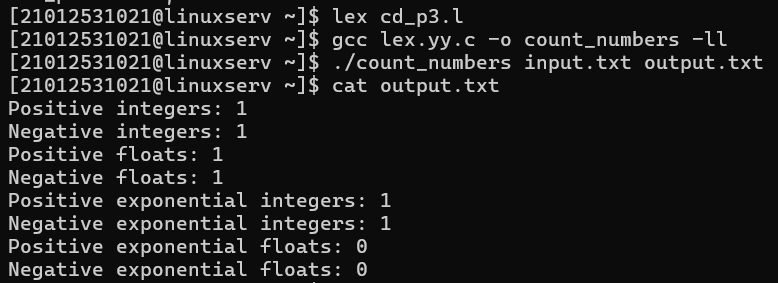 [21012531021@linuxserv ~]$ lex cd_p3.l
[21012531021@linuxserv ~]$ gcc lex.yy.c -o count_numbers -ll
[21012531021@linuxserv ~]$ ./count_numbers input.txt output.txt
[21012531021@linuxserv ~]$ cat output.txt
Positive integers: 1
Negative integers: 1
Positive floats: 1
Negative floats: 1
Positive exponential integers: 1
Negative exponential integers: 1
Positive exponential floats: 0
Negative exponential floats: 0